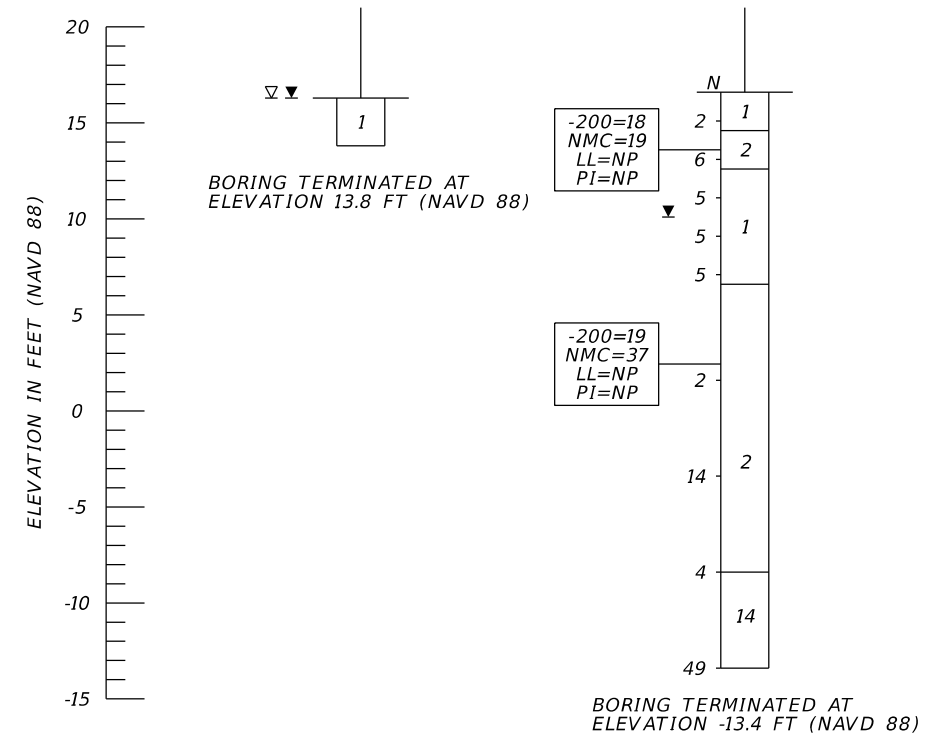 20
15
10
5
0
-5
-10
-15
ELEVATION IN FEET (NAVD 88)
1
BORING TERMINATED AT
ELEVATION 13.8 FT (NAVD 88)
N
2
6
5
5
5
2
14
4
49
-200=18
NMC=19
LL=NP
PI=NP
-200=19
NMC=37
LL=NP
PI=NP
1
2
1
2
14
BORING TERMINATED AT
ELEVATION -13.4 FT (NAVD 88)